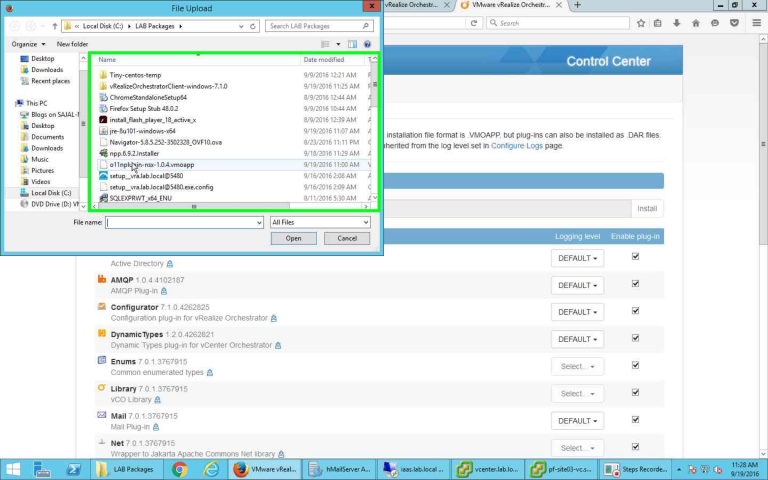 File Upload
x
vRealize Orchestr...
VMware vRealize Orchestr...
« Local Disk (C:) ▸ LAB Packages
Search LAB Packages
Search
Organize
New folder
Desktop
Downloads
Recent places
This PC
Blogs on SAJAL-I
Desktop
Documents
Downloads
Music
Pictures
Videos
Local Disk (C:)
DVD Drive (D:) V
Name
Date modified
Tiny-centos-temp
9/9/2016 12:21 AM
vRealizeOrchestratorClient-windows-7.1.0
9/19/2016 11:25 AM
ChromeStandaloneSetup64
9/8/2016 12:44 AM
Firefox Setup Stub 48.0.2
9/9/2016 12:44 AM
install_flash_player_18_active_x
8/9/2016 12:39 AM
jre-8u101-windows-x64
9/19/2016 11:07 AM
Navigator-5.8.5.252-3502328_OVF10.ova
8/23/2016 11:11 PM
npp.6.9.2.Installer
9/18/2016 11:29 AM
o11nplugin-nsx-1.0.4.vmoapp
9/19/2016 11:00 AM
setup__vra.lab.local@5480
9/16/2016 2:08 AM
setup__vra.lab.local@5480.exe.config
9/16/2016 2:09 AM
SQLEXPRWT_x64_ENU
8/11/2016 5:30 AM
File name:
All Files
Open
Cancel
Control Center
installation file format is .VMOAPP, but plug-ins can also be installed as .DAR files.
nherited from the log level set in Configure Logs page.
Install
Logging level
Enable plug-in
Active Directory
DEFAULT
AMQP 1.0.4.4102187
AMQP Plug-in
DEFAULT
Configurator 7.1.0.4262825
Configuration plug-in for vRealize Orchestrator
DEFAULT
DynamicTypes 1.2.0.4262821
Dynamic Types plug-in for vCenter Orchestrator
DEFAULT
Enums 7.0.1.3767915
Common enumerated types
Select...
Library 7.0.1.3767915
vCO Library
Select...
Mail 7.0.1.3767915
Mail Plug-in
DEFAULT
Net 7.0.1.3767915
Wrapper to Jakarta Apache Commons Net library
Select...
LAB Packages
VMware vReal...
hMailServer A...
iaas.lab.local ...
vcenter.lab.lo...
pf-site03-vc.s...
Steps Recorde...
11:28 AM
9/19/2016